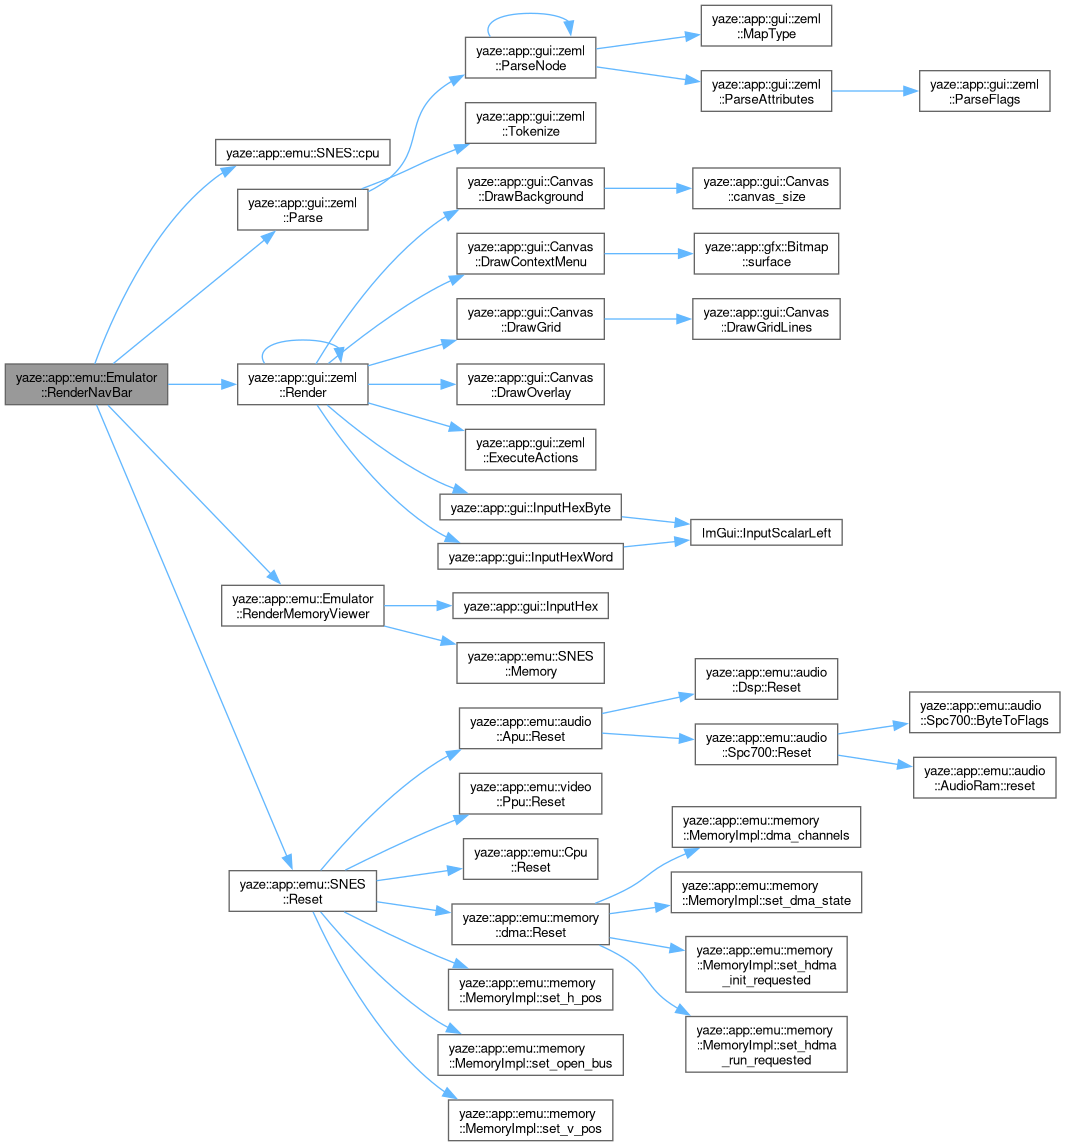 yaze::app::gui::zeml
::MapType
yaze::app::gui::zeml
::ParseNode
yaze::app::gui::zeml
::ParseAttributes
yaze::app::gui::zeml
::ParseFlags
yaze::app::gui::zeml
::Tokenize
yaze::app::emu::SNES::cpu
yaze::app::gui::zeml
::Parse
yaze::app::gui::Canvas
::DrawBackground
yaze::app::gui::Canvas
::canvas_size
yaze::app::gui::Canvas
::DrawContextMenu
yaze::app::gfx::Bitmap
::surface
yaze::app::gui::Canvas
::DrawGrid
yaze::app::gui::Canvas
::DrawGridLines
yaze::app::emu::Emulator
::RenderNavBar
yaze::app::gui::zeml
::Render
yaze::app::gui::Canvas
::DrawOverlay
yaze::app::gui::zeml
::ExecuteActions
yaze::app::gui::InputHexByte
ImGui::InputScalarLeft
yaze::app::gui::InputHexWord
yaze::app::emu::Emulator
::RenderMemoryViewer
yaze::app::gui::InputHex
yaze::app::emu::SNES
::Memory
yaze::app::emu::audio
::Dsp::Reset
yaze::app::emu::audio
::Apu::Reset
yaze::app::emu::audio
::Spc700::Reset
yaze::app::emu::audio
::Spc700::ByteToFlags
yaze::app::emu::audio
::AudioRam::reset
yaze::app::emu::video
::Ppu::Reset
yaze::app::emu::memory
::MemoryImpl::dma_channels
yaze::app::emu::Cpu
::Reset
yaze::app::emu::SNES
::Reset
yaze::app::emu::memory
::MemoryImpl::set_dma_state
yaze::app::emu::memory
::dma::Reset
yaze::app::emu::memory
::MemoryImpl::set_hdma
_init_requested
yaze::app::emu::memory
::MemoryImpl::set_h_pos
yaze::app::emu::memory
::MemoryImpl::set_hdma
_run_requested
yaze::app::emu::memory
::MemoryImpl::set_open_bus
yaze::app::emu::memory
::MemoryImpl::set_v_pos